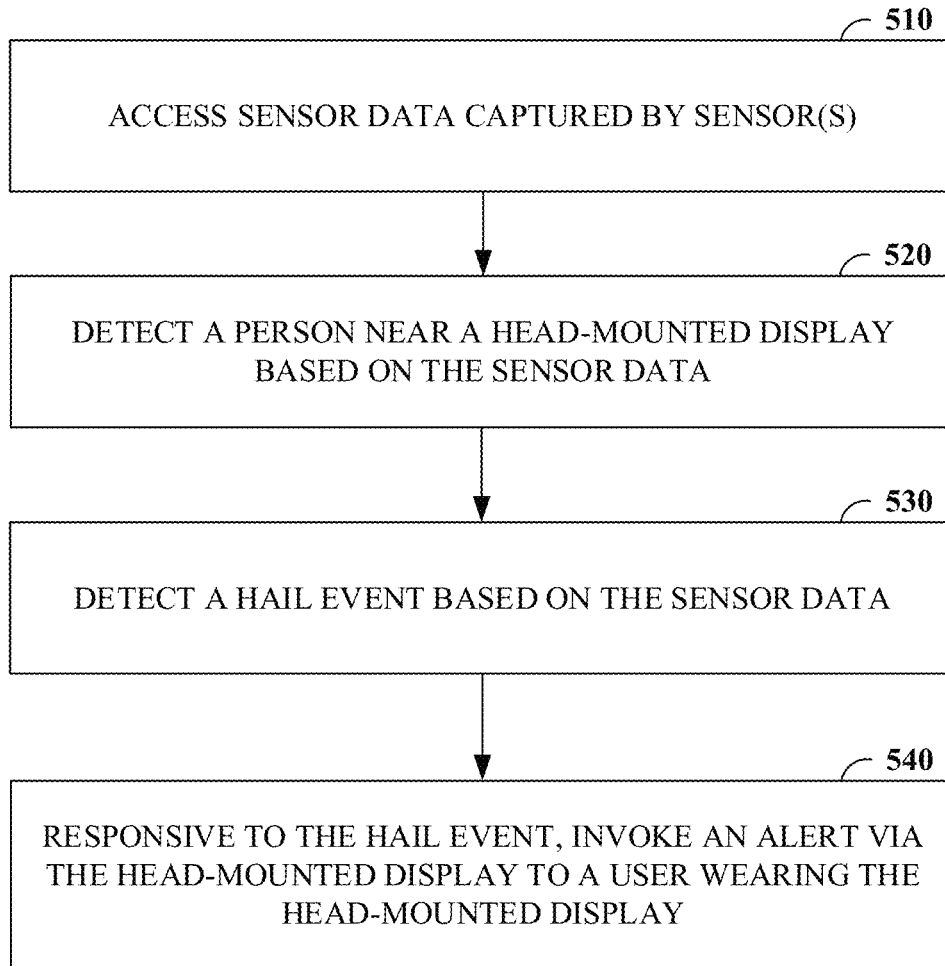 510
ACCESS SENSOR DATA CAPTURED BY SENSOR(S)
520
DETECT A PERSON NEAR A HEAD-MOUNTED DISPLAY
BASED ON THE SENSOR DATA
530
DETECT A HAIL EVENT BASED ON THE SENSOR DATA
540
RESPONSIVE TO THE HAIL EVENT, INVOKE AN ALERT VIA
THE HEAD-MOUNTED DISPLAY TO A USER WEARING THE
HEAD-MOUNTED DISPLAY